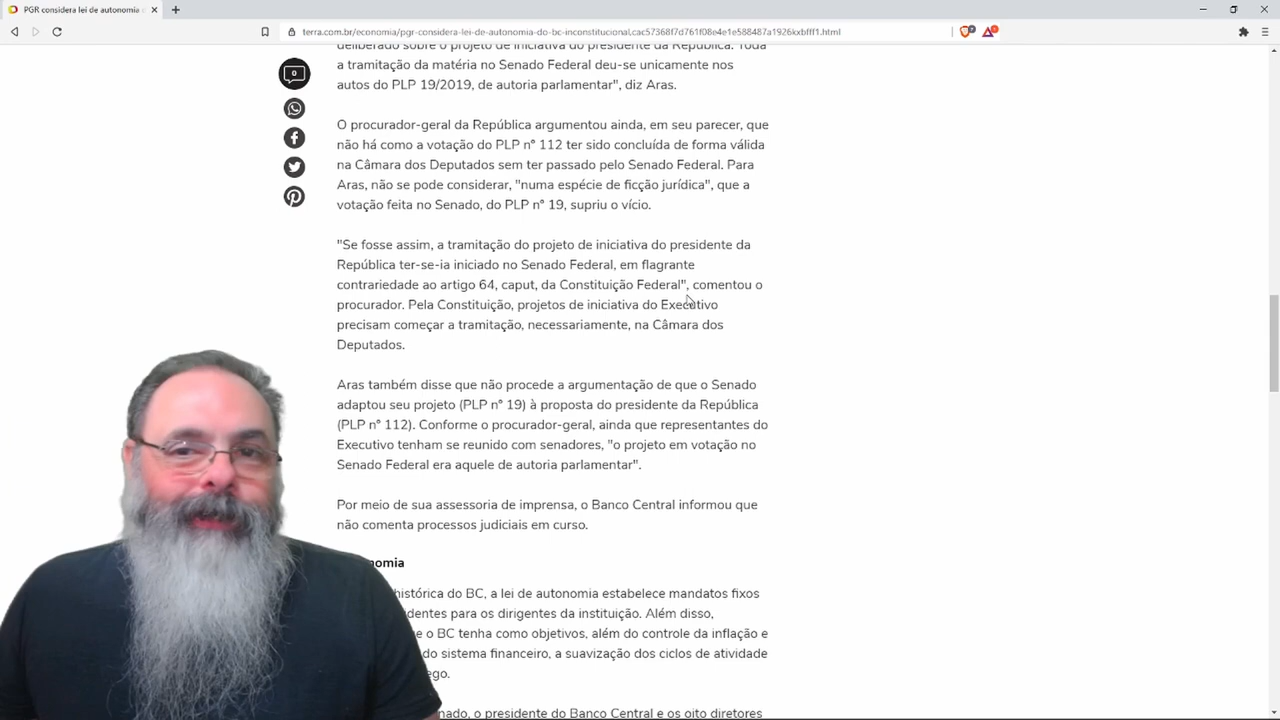 PGR considera lei de autonomia d
terra.com.br/economia/pgr-considera-lei-de-autonomia-do-bc-inconstitucional,cac57368f7d761f08e4e1e588487a1926kxbfff1.html
deliberado sobre o projeto de iniciativa do presidente da República. Toda
a tramitação da matéria no Senado Federal deu-se unicamente nos
autos do PLP 19/2019, de autoria parlamentar", diz Aras.
0
O procurador-geral da República argumentou ainda, em seu parecer, que
não há como a votação do PLP nº 112 ter sido concluída de forma válida
na Câmara dos Deputados sem ter passado pelo Senado Federal. Para
Aras, não se pode considerar, "numa espécie de ficção jurídica", que a
votação feita no Senado, do PLP nº 19, supriu o vício.
"Se fosse assim, a tramitação do projeto de iniciativa do presidente da
República ter-se-ia iniciado no Senado Federal, em flagrante
contrariedade ao artigo 64, caput, da Constituição Federal", comentou o
procurador. Pela Constituição, projetos de iniciativa do Executivo
precisam começar a tramitação, necessariamente, na Câmara dos
Deputados.
Aras também disse que não procede a argumentação de que o Senado
adaptou seu projeto (PLP nº 19) à proposta do presidente da República
(PLP nº 112). Conforme o procurador-geral, ainda que representantes do
Executivo tenham se reunido com senadores, "o projeto em votação no
Senado Federal era aquele de autoria parlamentar".
Por meio de sua assessoria de imprensa, o Banco Central informou que
não comenta processos judiciais em curso.
nomia
histórica do BC, a lei de autonomia estabelece mandatos fixos
dentes para os dirigentes da instituição. Além disso,
e o BC tenha como objetivos, além do controle da inflação e
do sistema financeiro, a suavização dos ciclos de atividade
ego.
nado, o presidente do Banco Central e os oito diretores